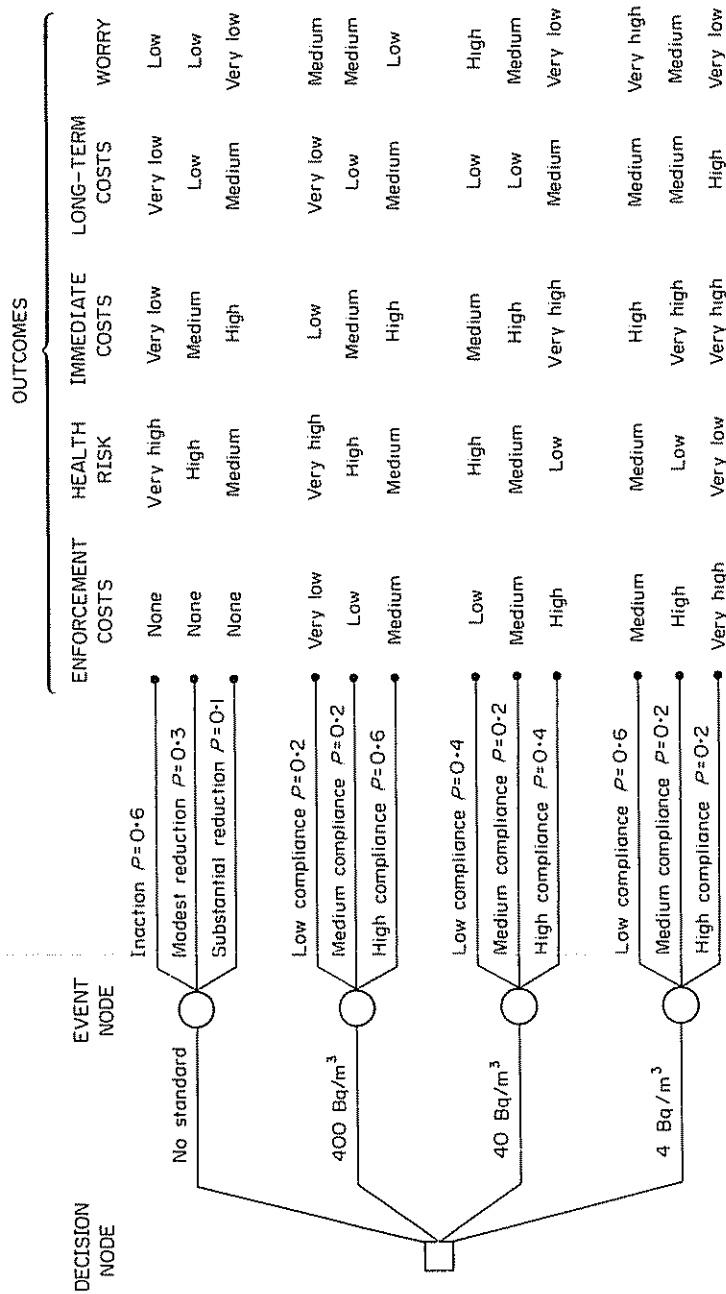 OUTCOMES
DECISION NODE
EVENT NODE
ENFORCEMENT COSTS
HEALTH RISK
IMMEDIATE COSTS
LONG-TERM COSTS
WORRY
No standard
Inaction P=0·6 None Very high Very low Very low Low
Modest reduction P=0·3 None High Medium Low Low
Substantial reduction P=0·1 None Medium High Medium Very low
400 Bq/m³
Low compliance P=0·2 Very low Very high Low Very low Medium
Medium compliance P=0·2 Low High Medium Low Medium
High compliance P=0·6 Medium Medium High Medium Low
40 Bq/m³
Low compliance P=0·4 Low High Medium Low High
Medium compliance P=0·2 Medium Medium High Low Medium
High compliance P=0·4 High Low Very high Medium Very low
4 Bq/m³
Low compliance P=0·6 Medium Medium High Medium Very high
Medium compliance P=0·2 High Low Very high Medium Medium
High compliance P=0·2 Very high Very low Very high High Very low